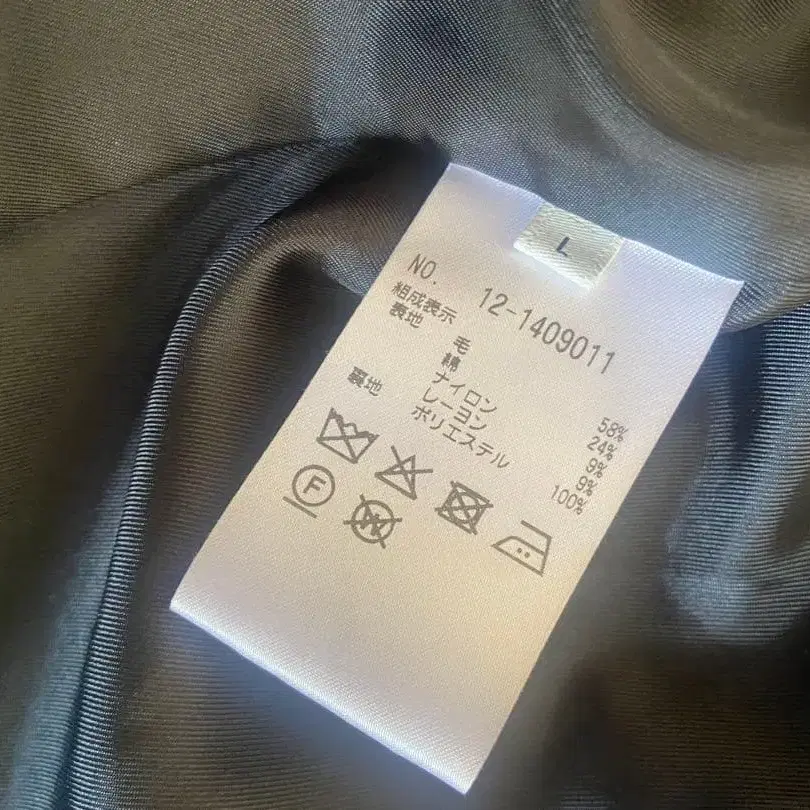 L
NO. 12-1409011
組成表示
表地
毛 58%
綿 24%
ナイロン 9%
レーヨン 9%
裏地 ポリエステル 100%
F
W